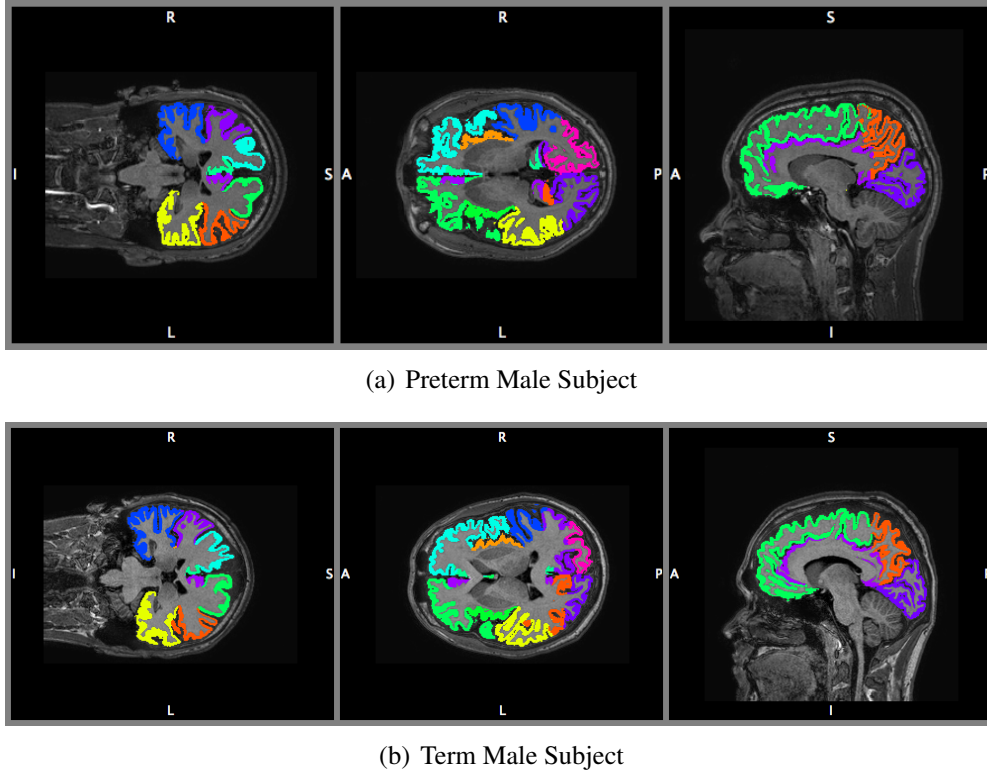 R R S
I S A P A P
L L I
(a) Preterm Male Subject
R R S
I S A P A P
L L I
(b) Term Male Subject